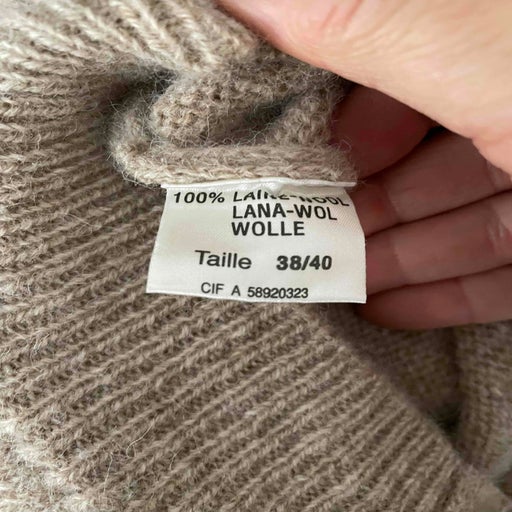 100% LAINE-WOOL
LANA-WOL
WOLLE
Taille 38/40
CIF A 58920323